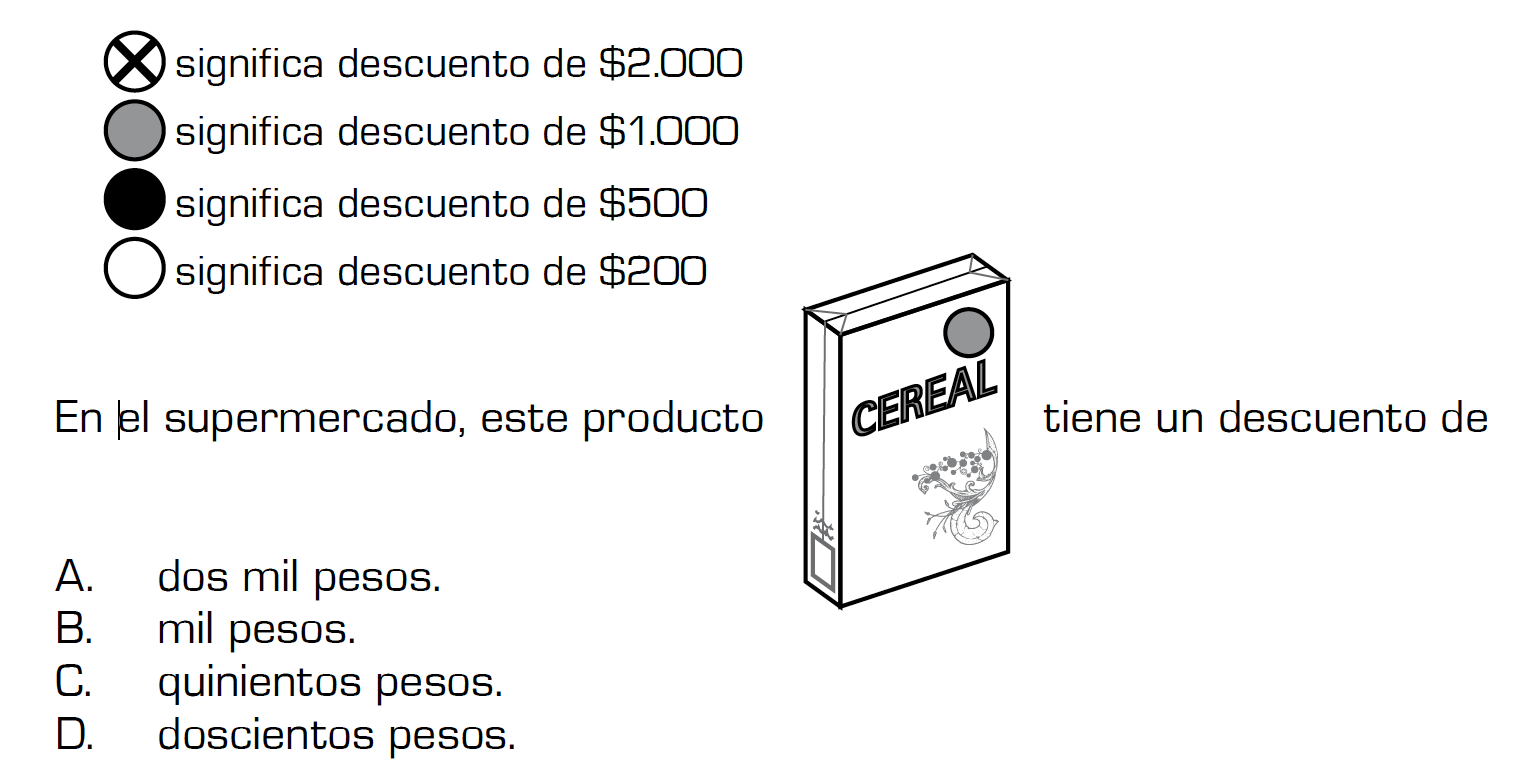 significa descuento de $2.000
significa descuento de $1.000
significa descuento de $500
significa descuento de $200
CEREAL
En el supermercado, este producto tiene un descuento de
A. dos mil pesos.
B. mil pesos.
C. quinientos pesos.
D. doscientos pesos.